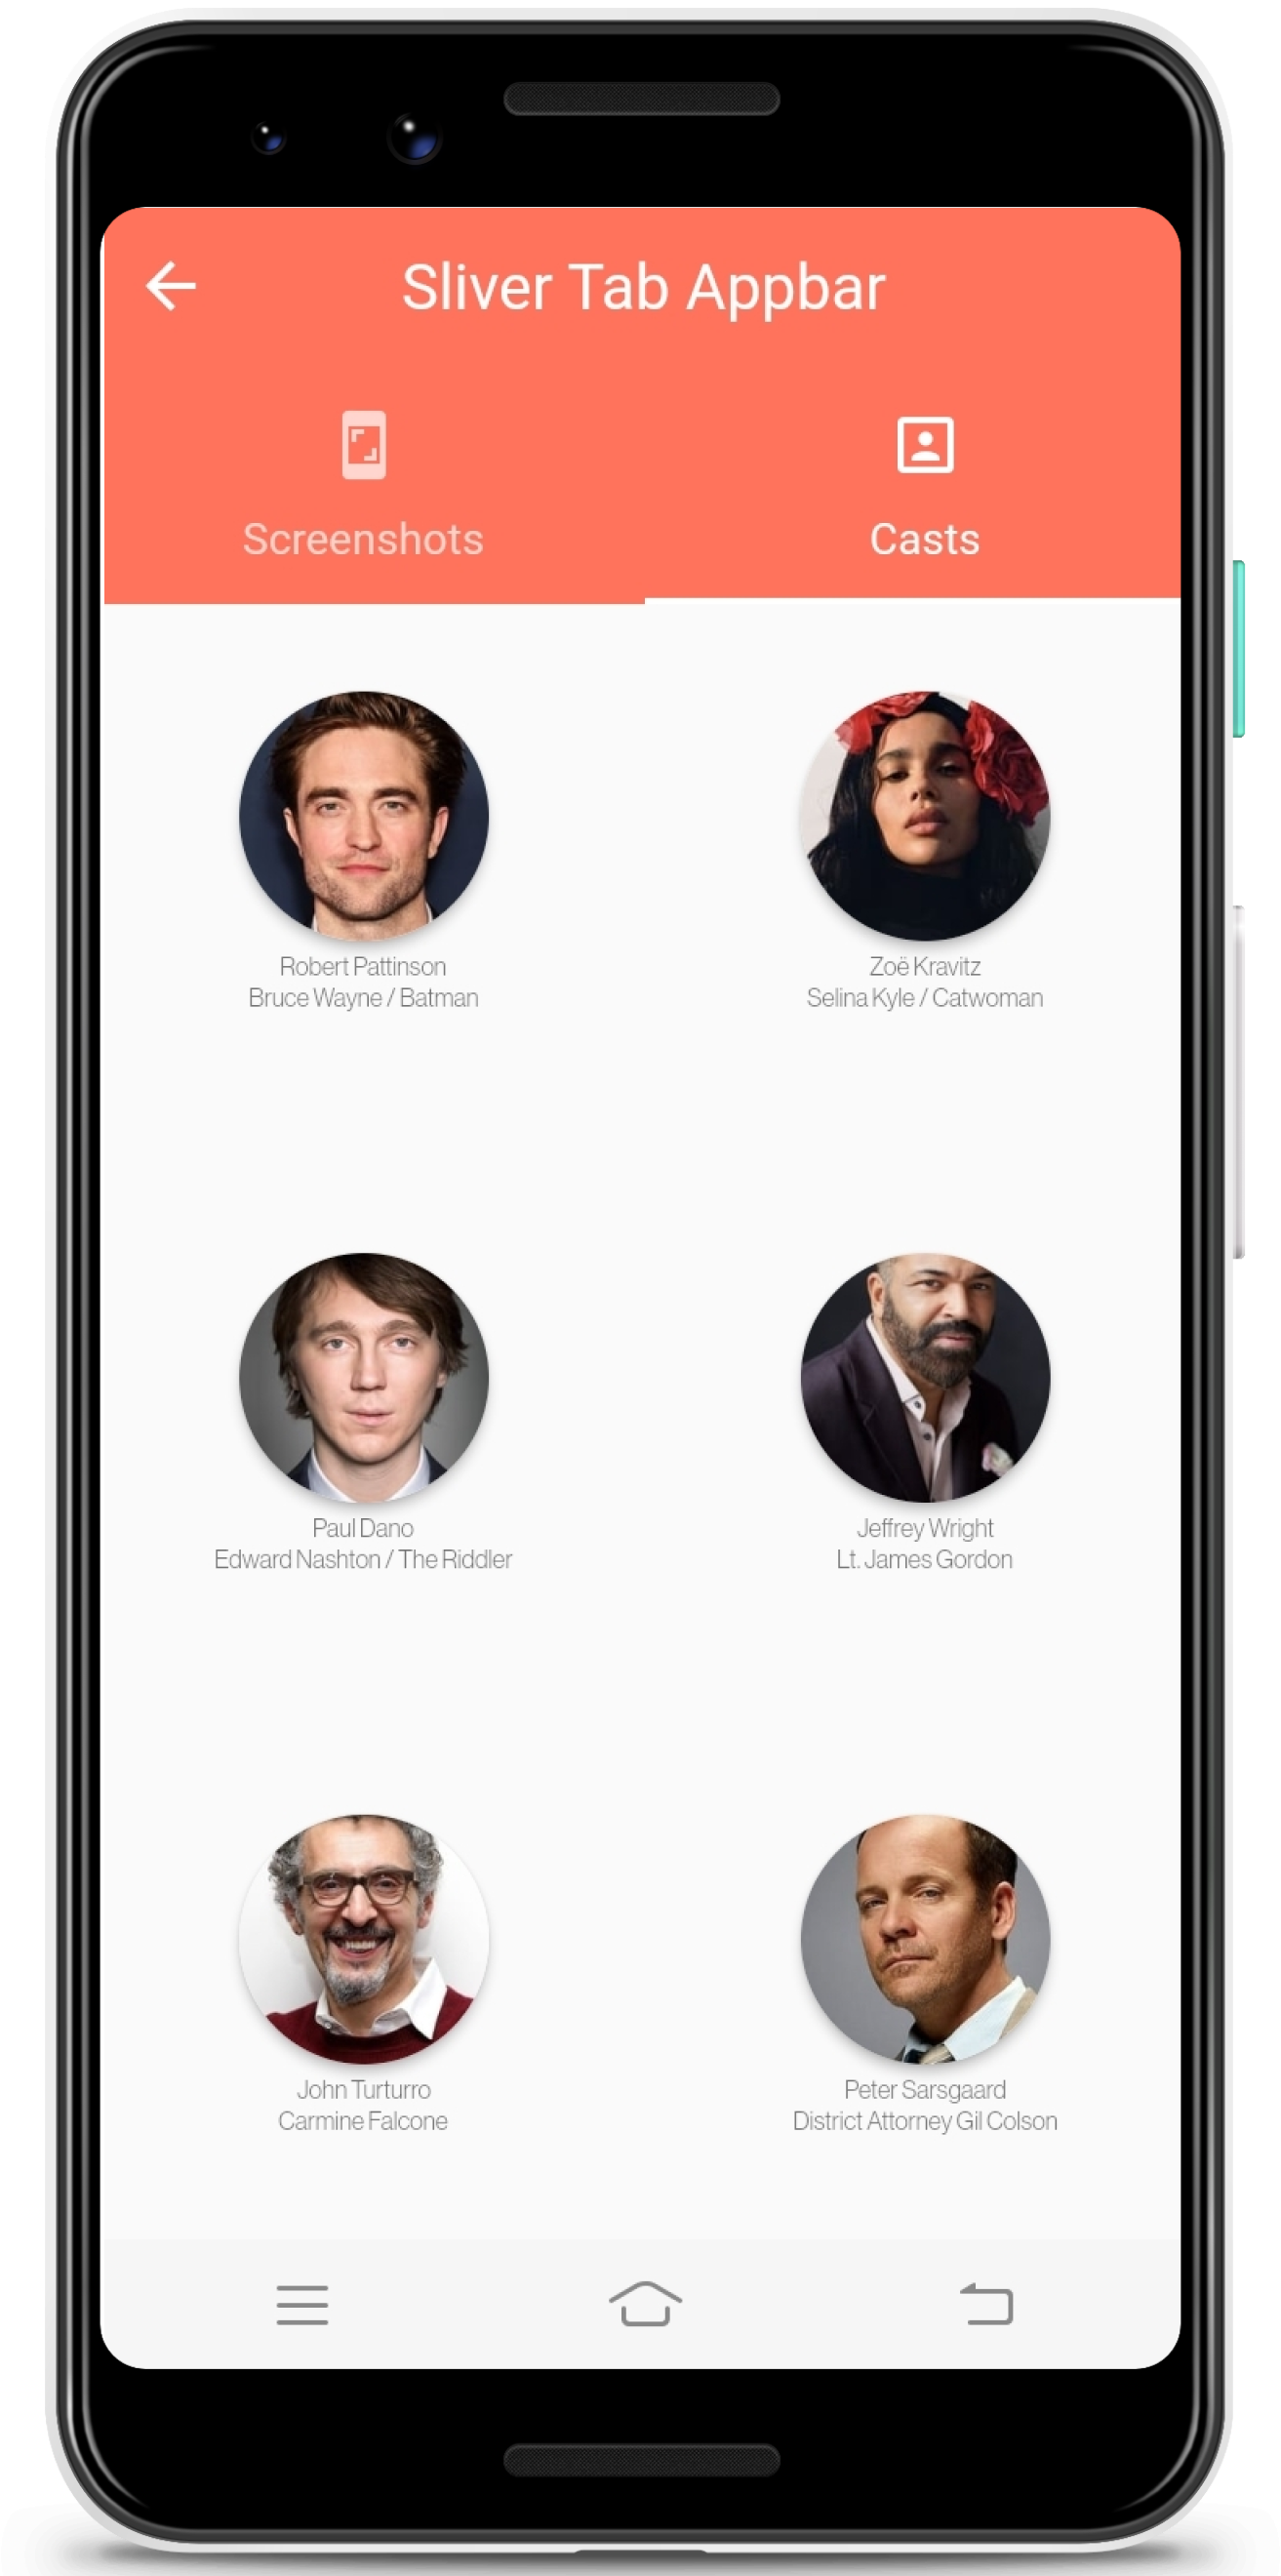 Sliver Tab Appbar
Screenshots
Casts
Robert Pattinson
Bruce Wayne / Batman
Zoë Kravitz
Selina Kyle / Catwoman
Paul Dano
Edward Nashton / The Riddler
Jeffrey Wright
Lt. James Gordon
John Turturro
Carmine Falcone
Peter Sarsgaard
District Attorney Gil Colson